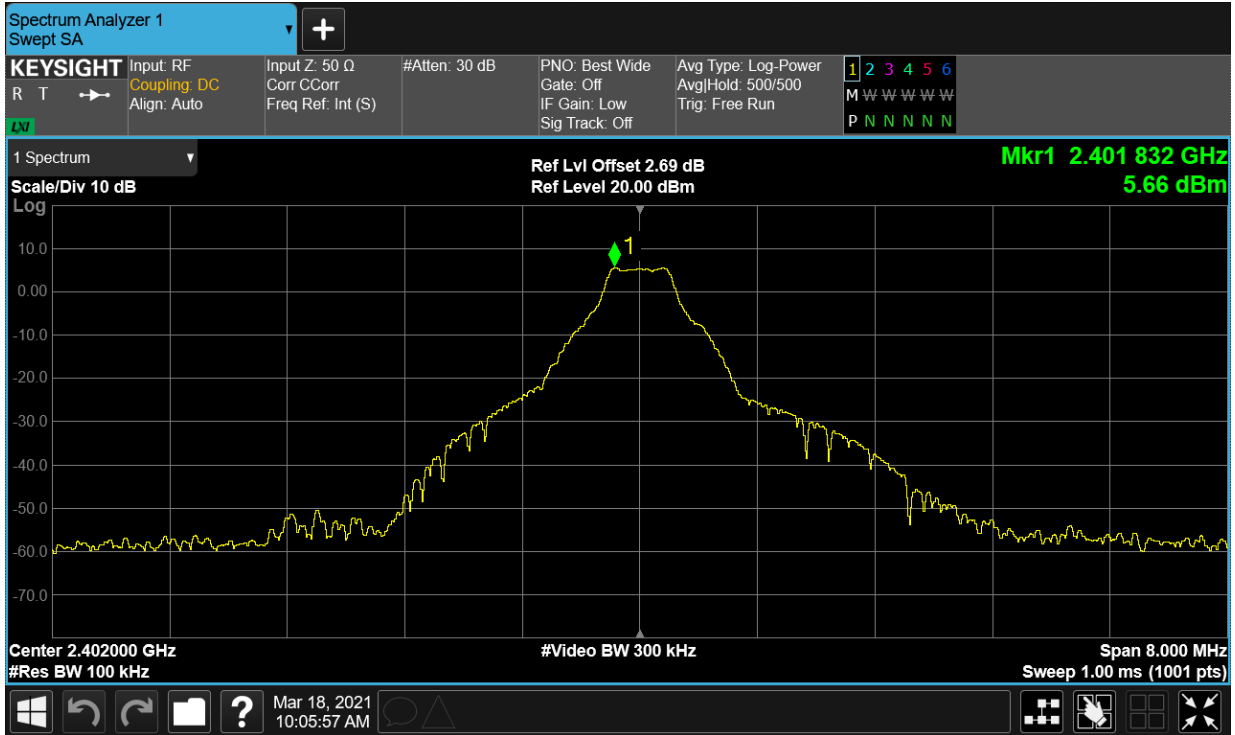 Spectrum Analyzer 1
Swept SA
KEYSIGHT
R T
LXI
Input: RF
Coupling: DC
Align: Auto
Input Z: 50 Ω
Corr CCorr
Freq Ref: Int (S)
#Atten: 30 dB
PNO: Best Wide
Gate: Off
IF Gain: Low
Sig Track: Off
Avg Type: Log-Power
Avg|Hold: 500/500
Trig: Free Run
1 2 3 4 5 6
M W W W W W
P N N N N N
1 Spectrum
Scale/Div 10 dB
Log
Ref Lvl Offset 2.69 dB
Ref Level 20.00 dBm
Mkr1 2.401 832 GHz
5.66 dBm
1
10.0
0.00
-10.0
-20.0
-30.0
-40.0
-50.0
-60.0
-70.0
Center 2.402000 GHz
#Res BW 100 kHz
#Video BW 300 kHz
Span 8.000 MHz
Sweep 1.00 ms (1001 pts)
?
Mar 18, 2021
10:05:57 AM